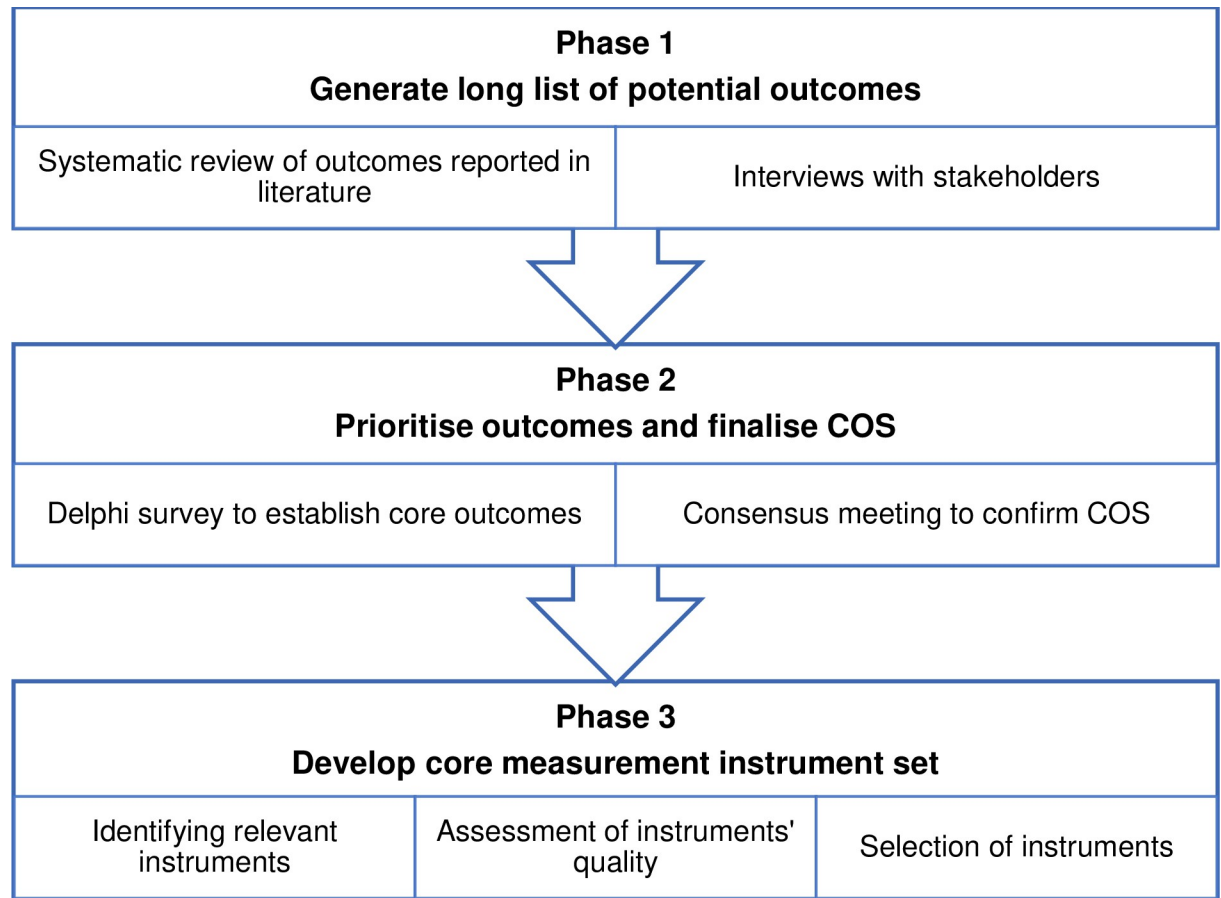 Phase 1
Generate long list of potential outcomes
Systematic review of outcomes reported in
literature
Interviews with stakeholders
Phase 2
Prioritise outcomes and finalise COS
Delphi survey to establish core outcomes
Consensus meeting to confirm COS
Phase 3
Develop core measurement instrument set
Identifying relevant
instruments
Assessment of instruments'
quality
Selection of instruments